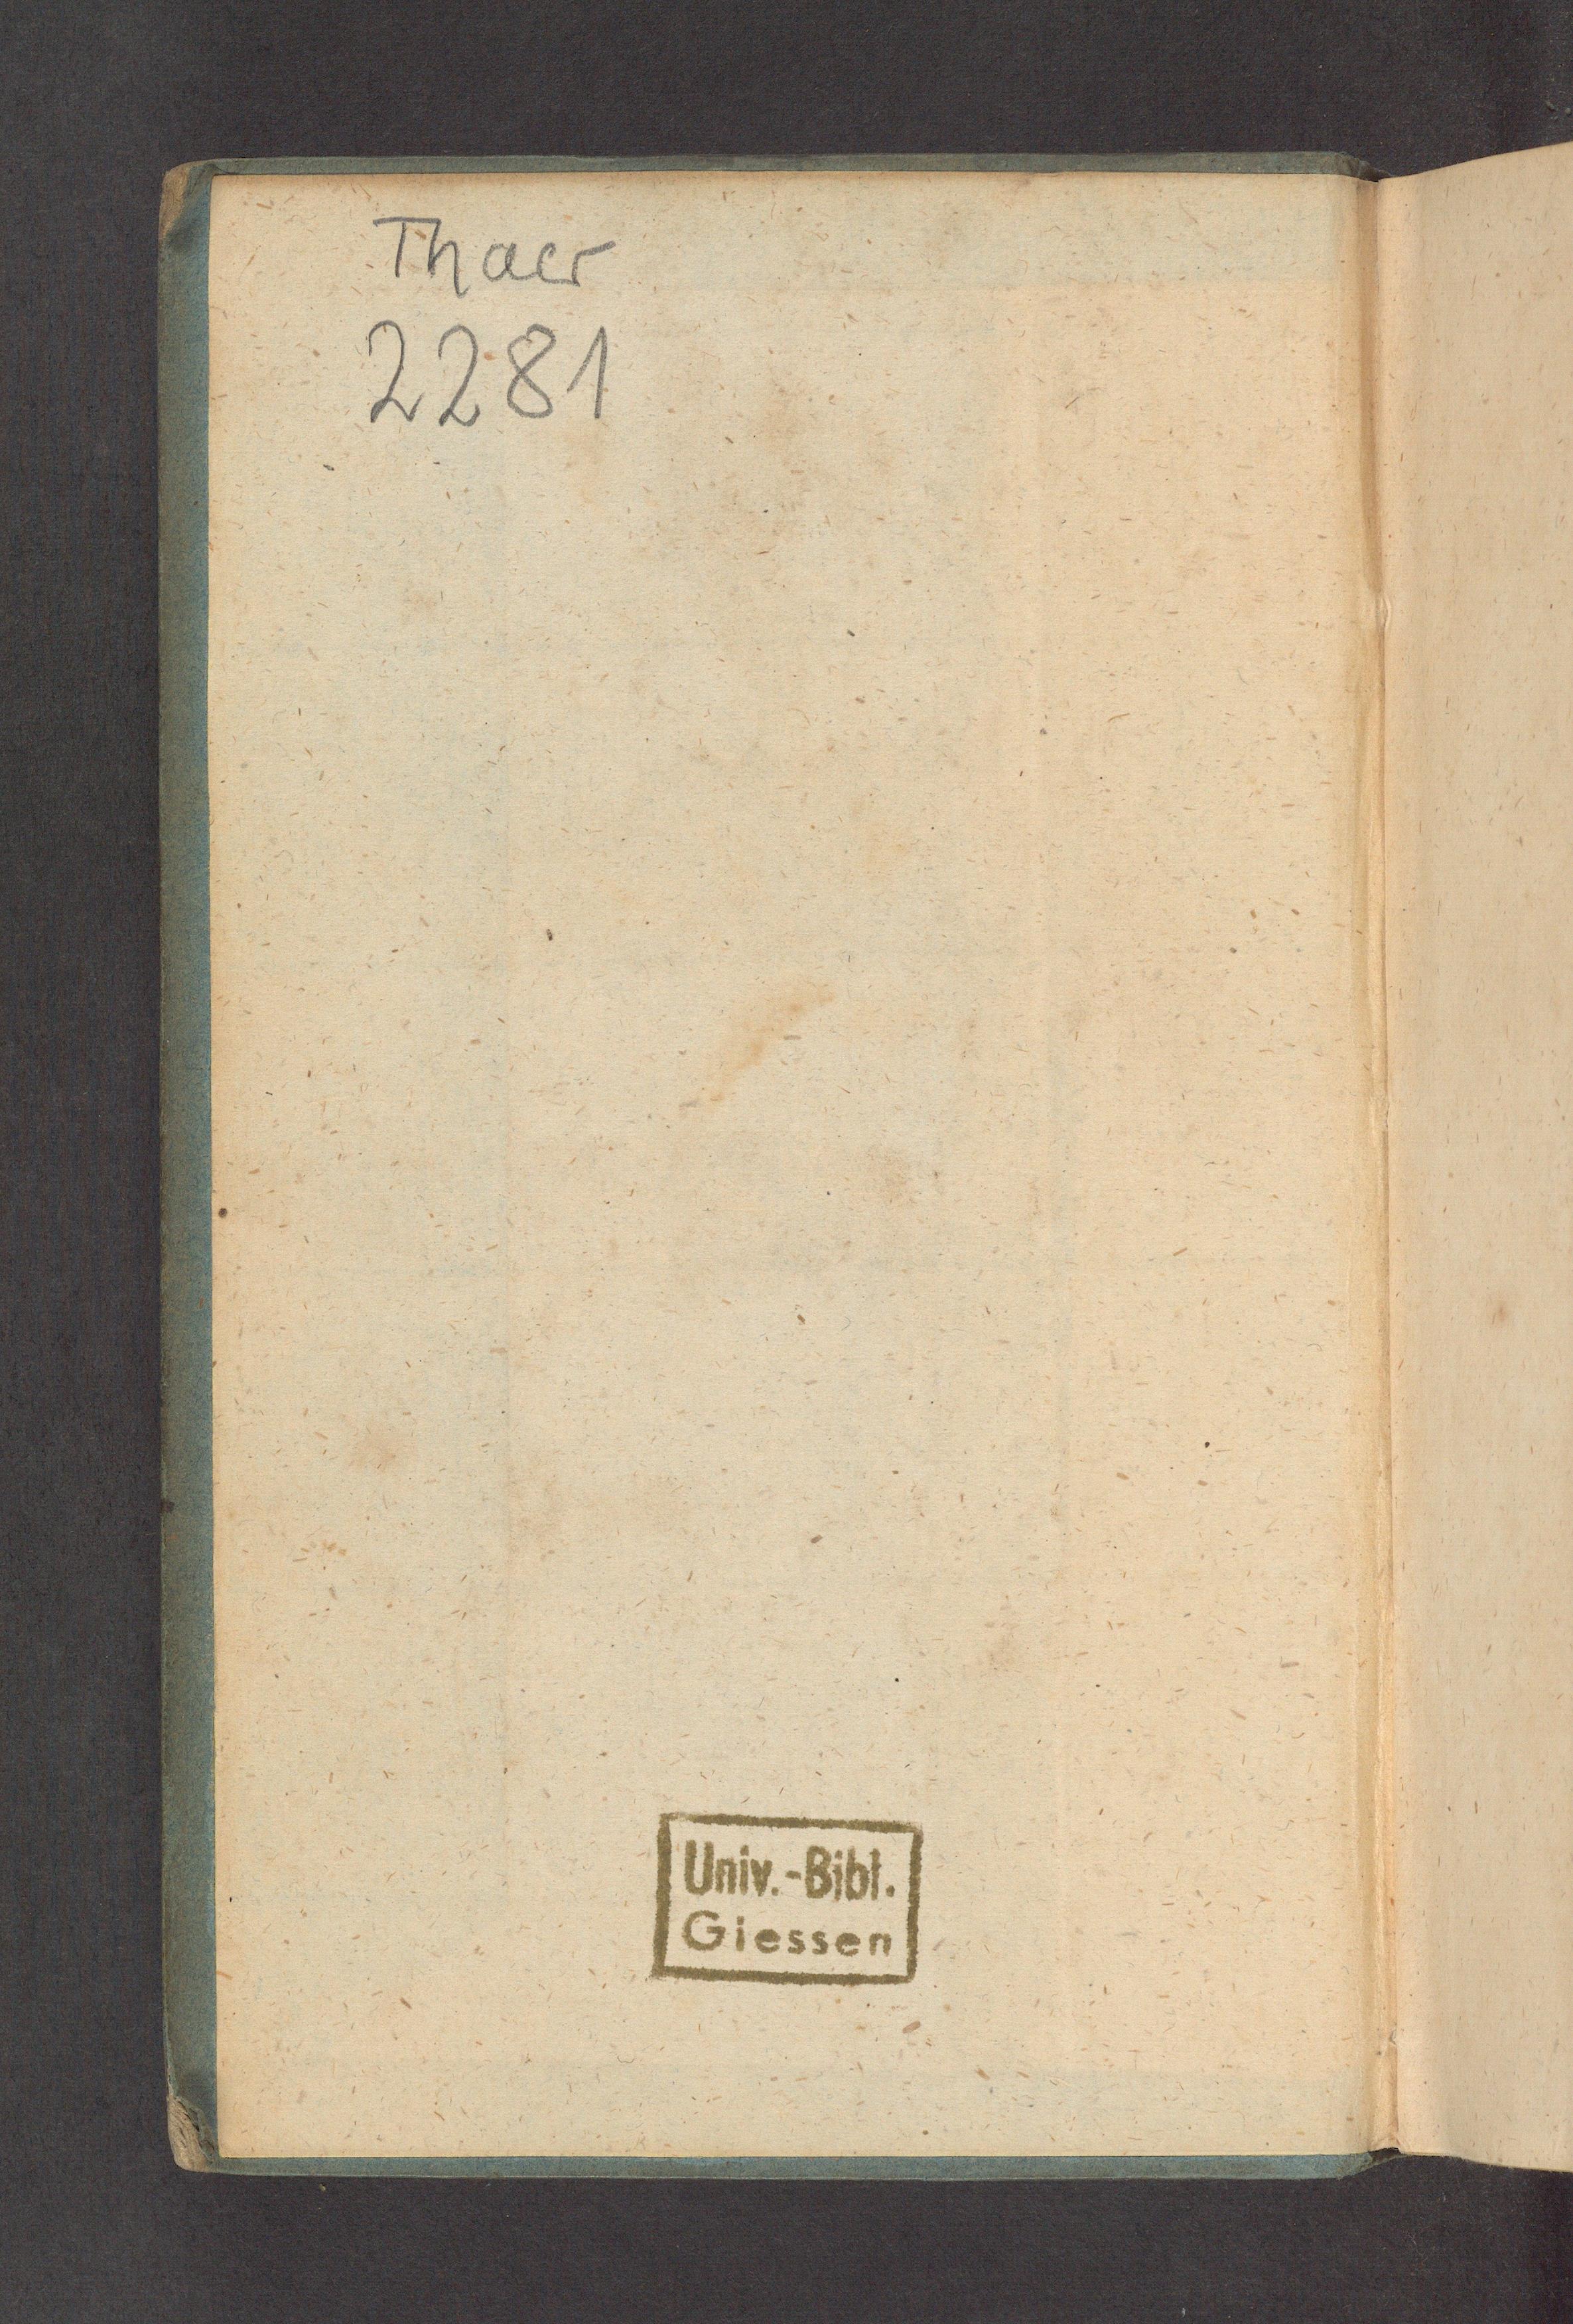 Thaer
2281
Univ.-Bibl.
Giessen